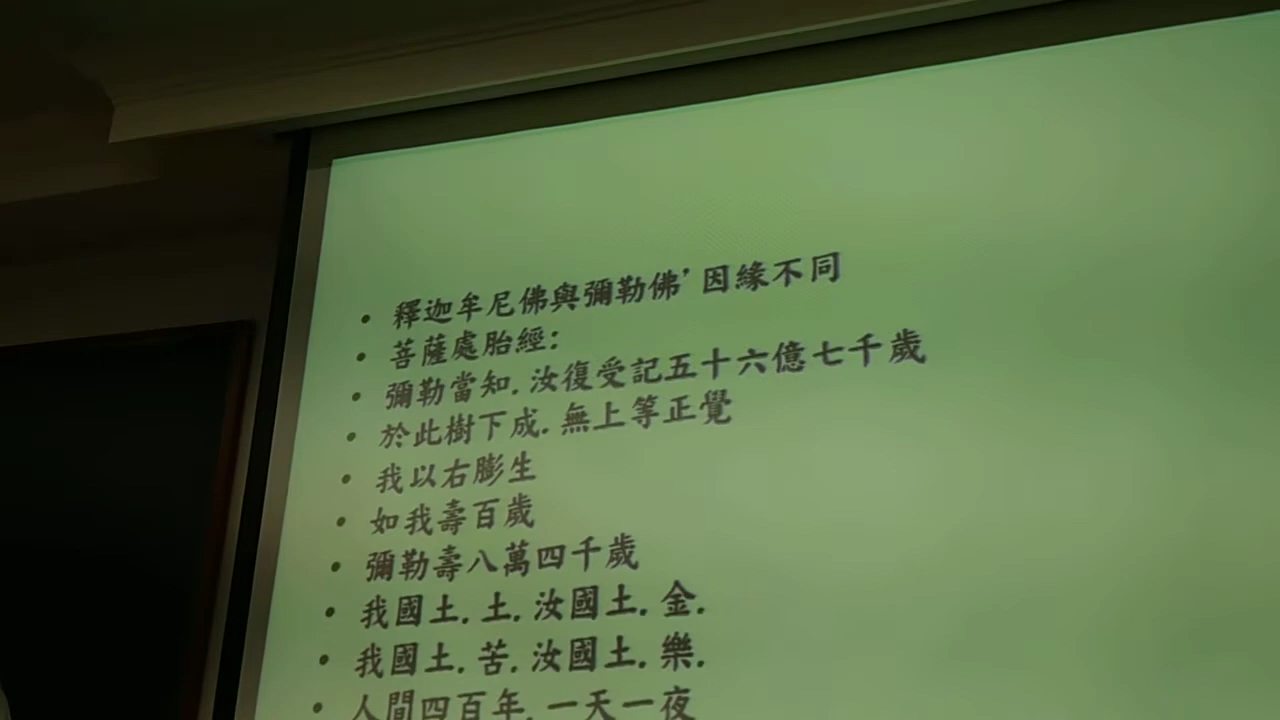 • 釋迦牟尼佛與彌勒佛’因緣不同
• 菩薩處胎經:
• 彌勒當知.汝復受記五十六億七千歲
• 於此樹下成.無上等正覺
• 我以右膨生
• 如我壽百歲
• 彌勒壽八萬四千歲
• 我國土.土.汝國土.金.
• 我國土.苦.汝國土.樂.
• 人間四百年.一天一夜